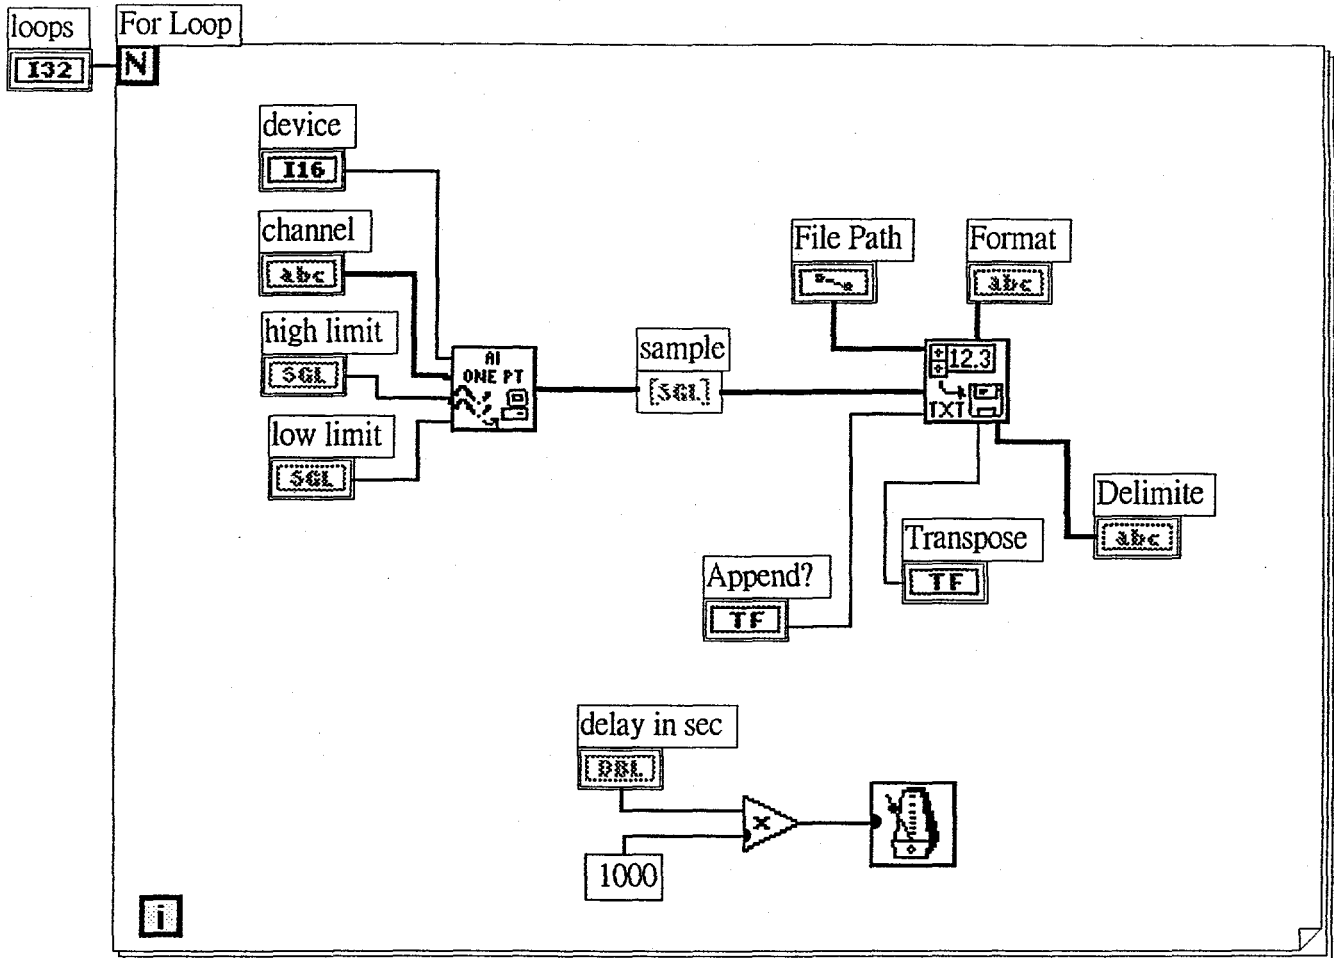 loops
For Loop
I32
N
device
I16
channel
abc
high limit
SGL
low limit
SGL
AI
ONE PT
sample
[SGL]
File Path
Format
abc
12.3
TXT
Delimite
abc
Transpose
TF
Append?
TF
delay in sec
DBL
x
1000
i